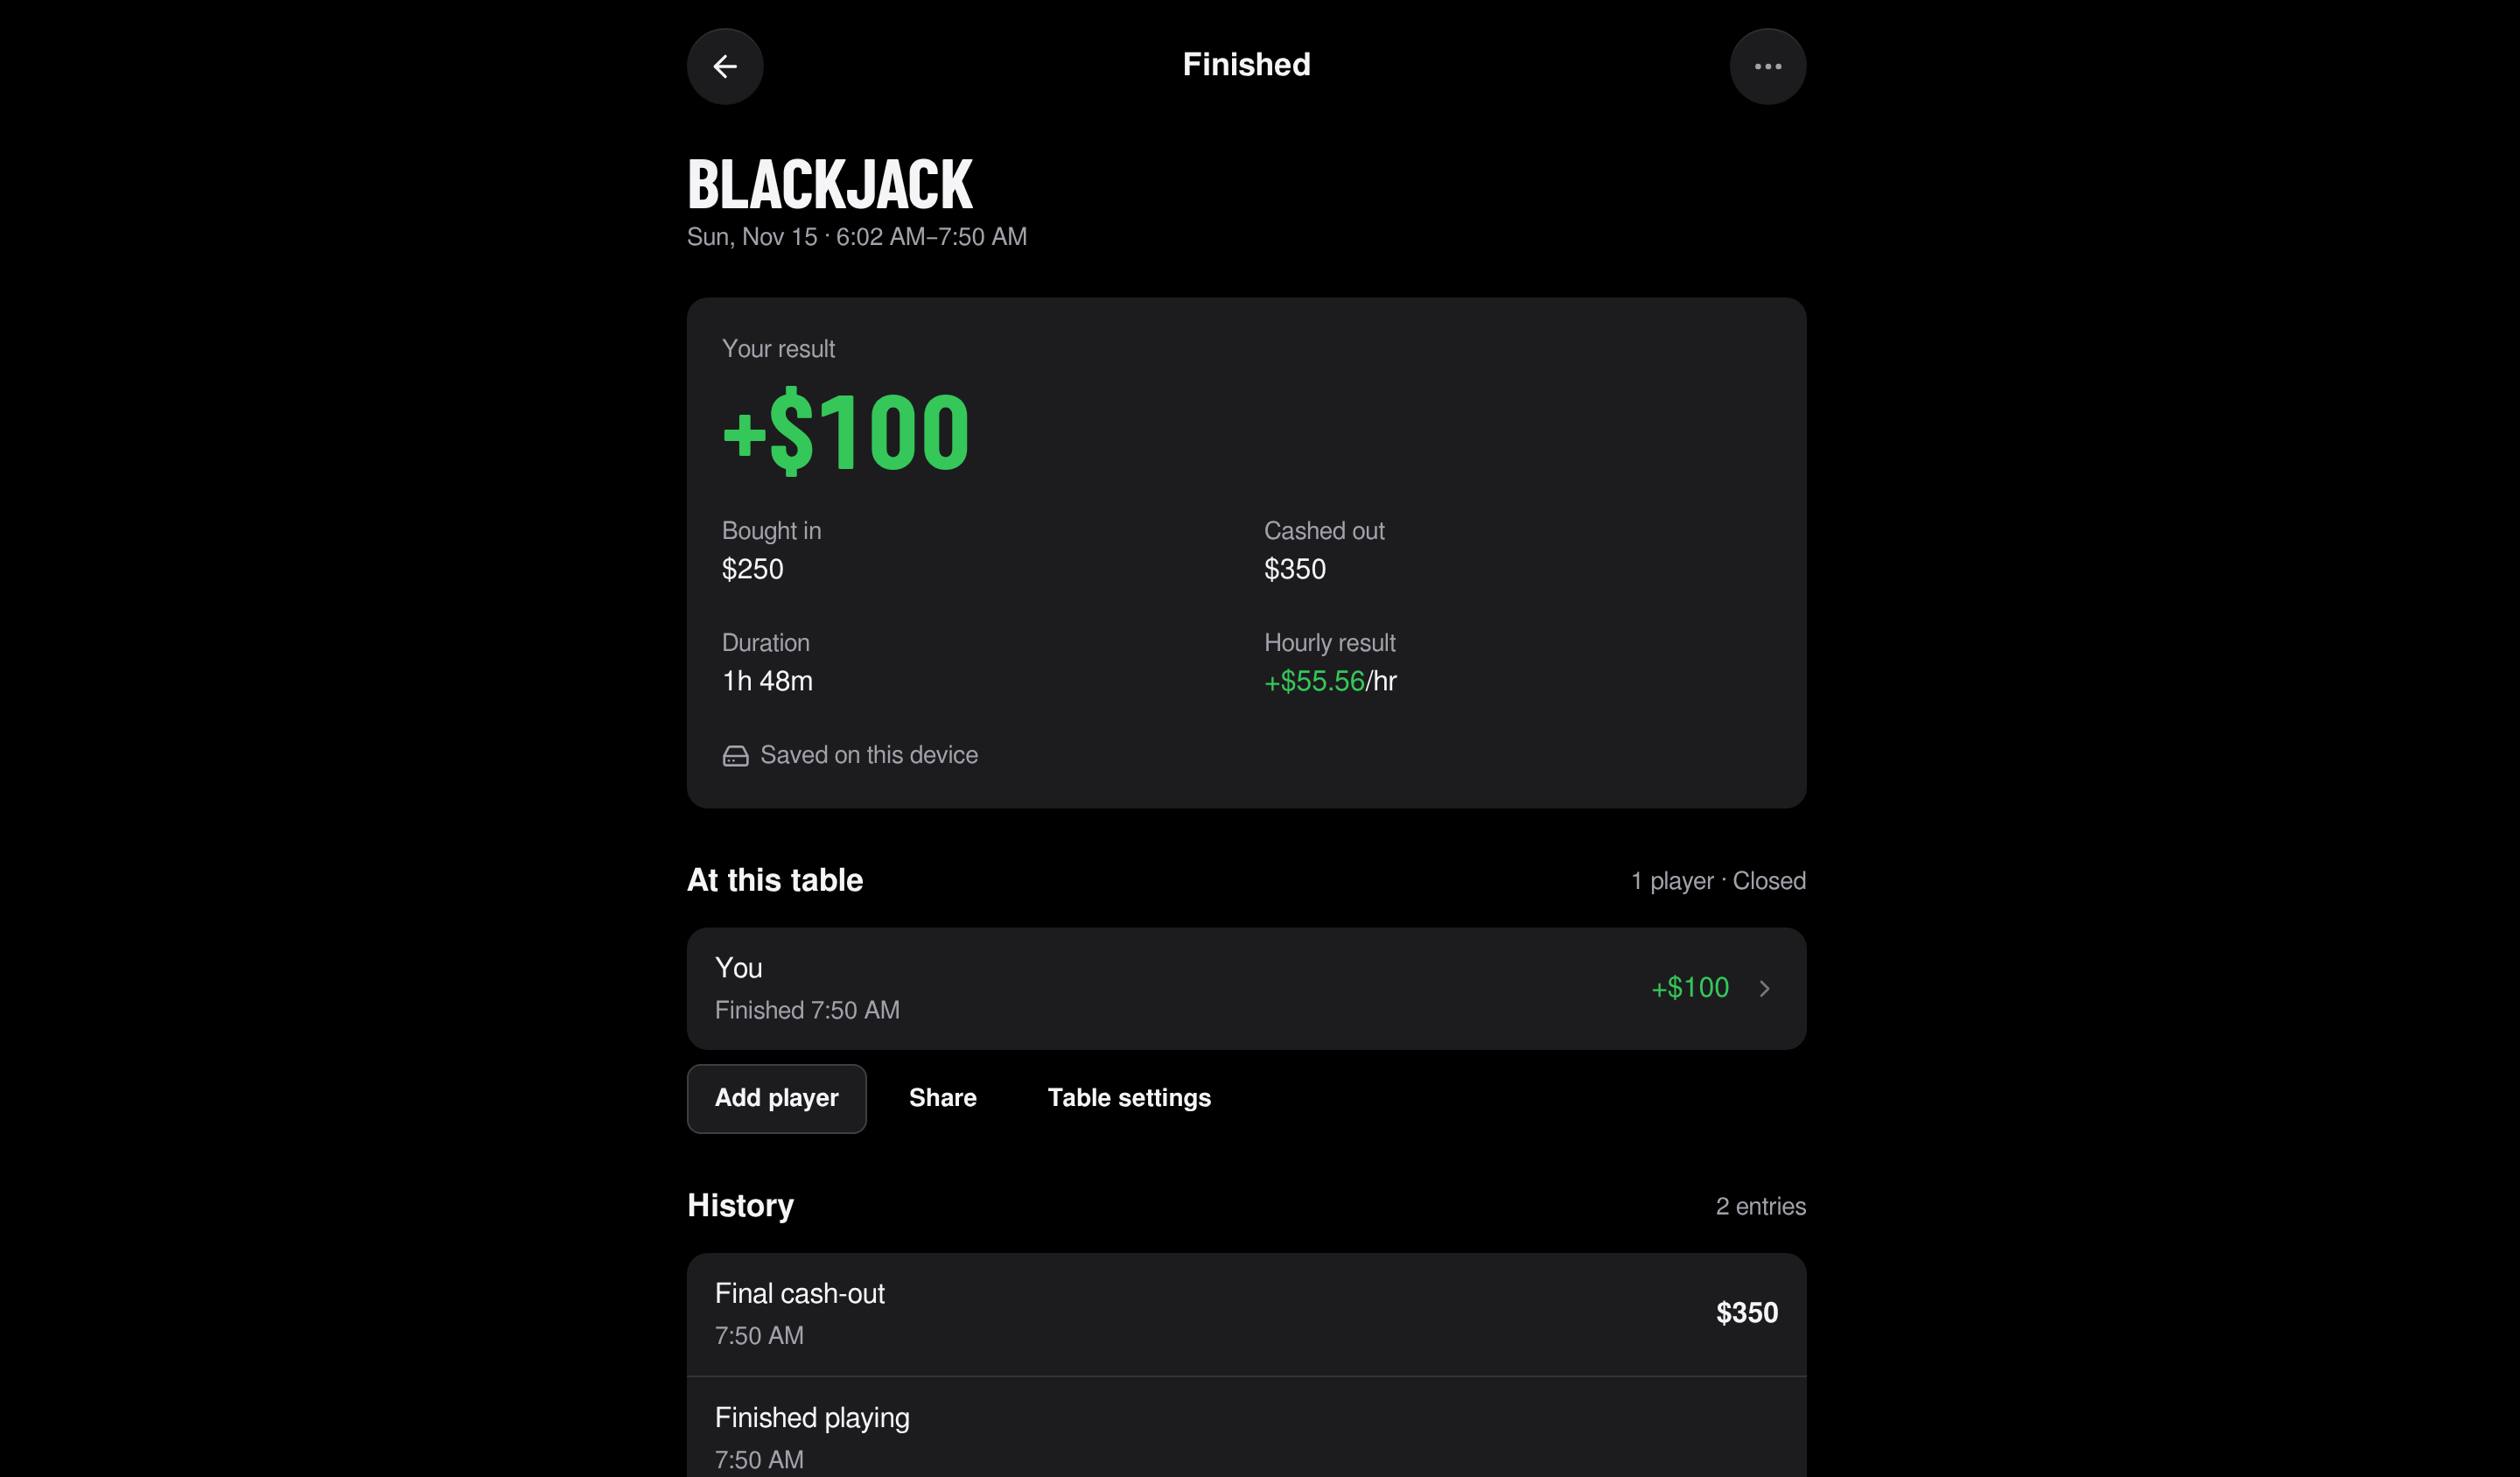 Finished
BLACKJACK
Sun, Nov 15 · 6:02 AM–7:50 AM
Your result
+$100
Bought in
Cashed out
$250
$350
Duration
Hourly result
1h 48m
+$55.56/hr
Saved on this device
At this table
1 player · Closed
You
Finished 7:50 AM
+$100
Add player
Share
Table settings
History
2 entries
Final cash-out
7:50 AM
$350
Finished playing
7:50 AM